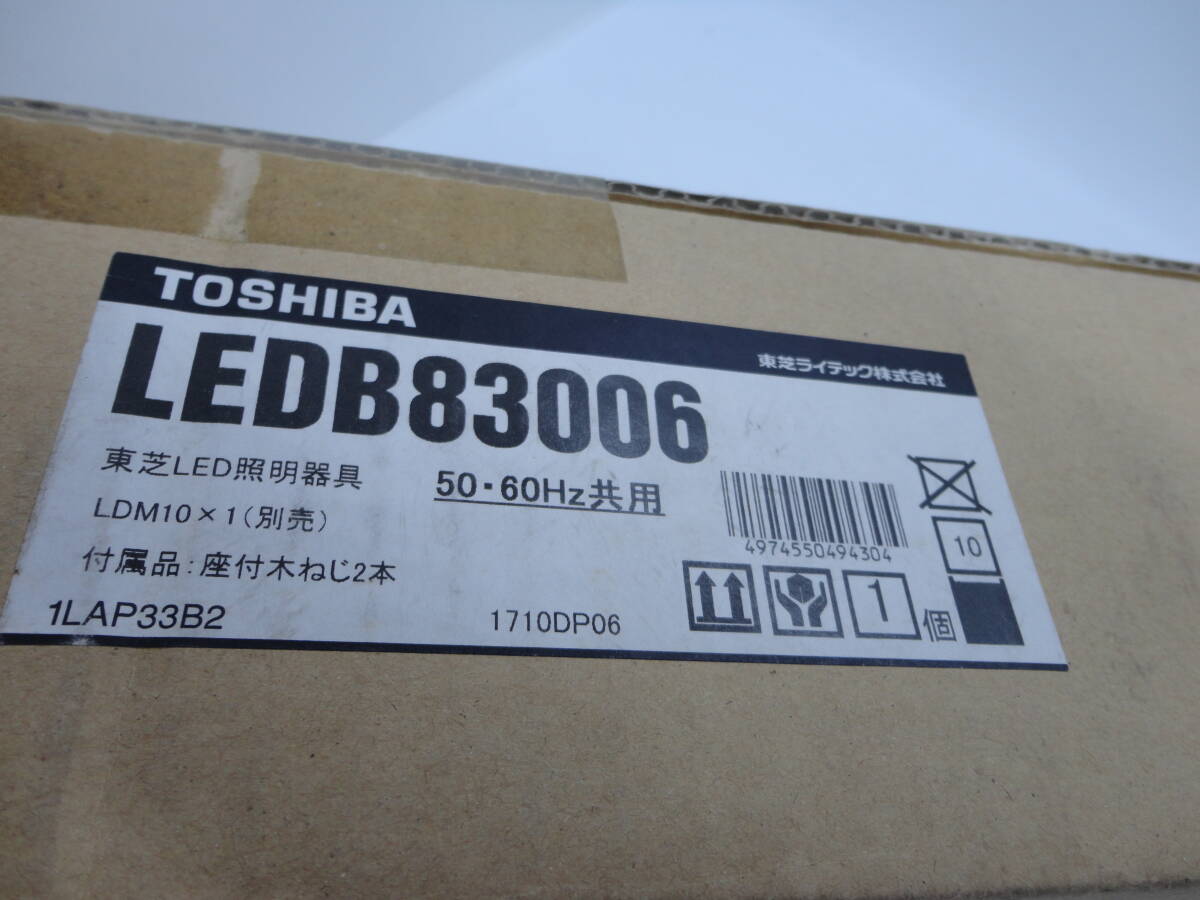 TOSHIBA
東芝ライテック株式会社
LEDB83006
東芝LED照明器具
50・60Hz共用
LDM10×1(別売)
4974550494304
10
付属品:座付木ねじ2本
1個
1LAP33B2
1710DP06